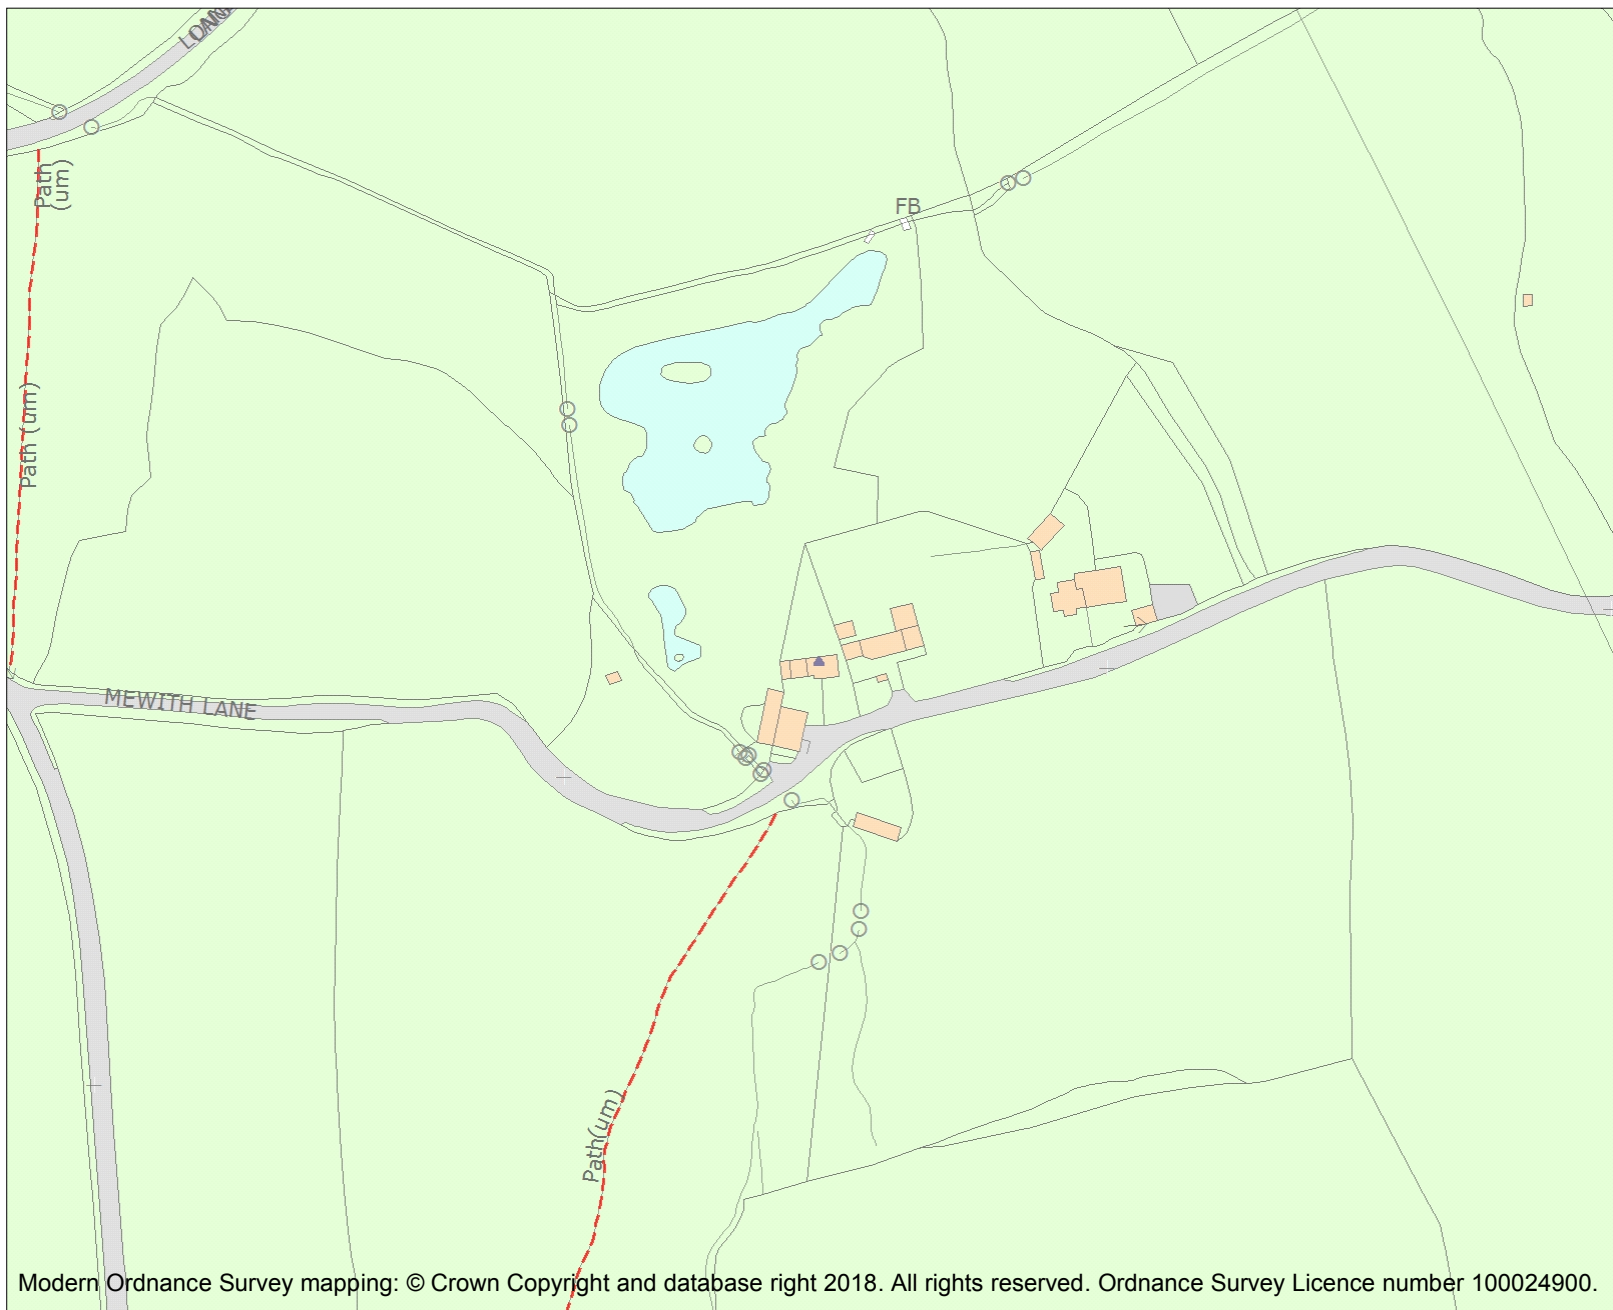 Path
(um)
FB
Path (um)
MEWITH LANE
Path(um)
Modern Ordnance Survey mapping: © Crown Copyright and database right 2018. All rights reserved. Ordnance Survey Licence number 100024900.